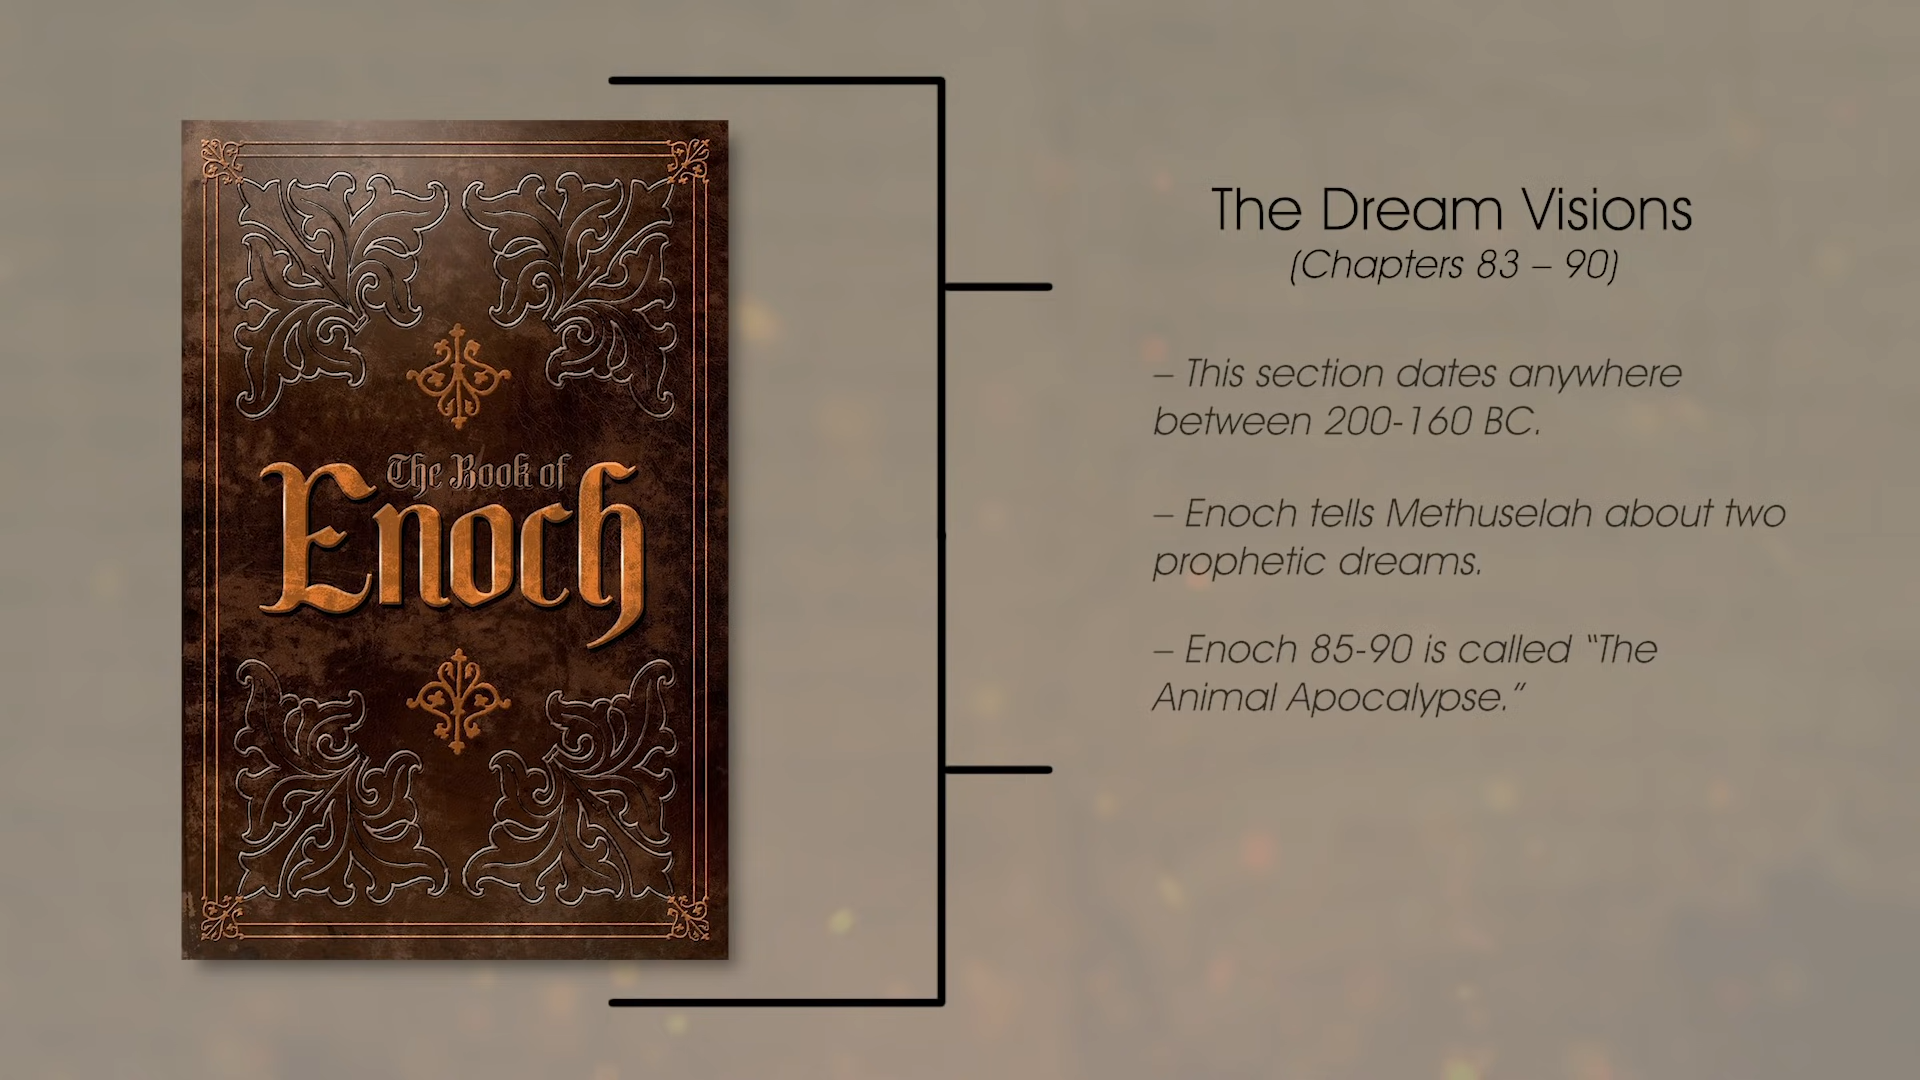 The Book of
Enoch
The Dream Visions
(Chapters 83 – 90)
– This section dates anywhere
between 200-160 BC.
– Enoch tells Methuselah about two
prophetic dreams.
– Enoch 85-90 is called “The
Animal Apocalypse.”